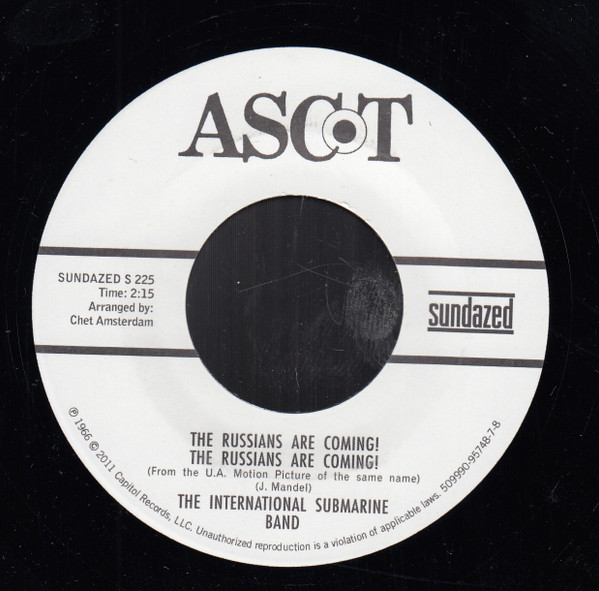 ASCOT
SUNDAZED S 225
Time: 2:15
Arranged by:
Chet Amsterdam
sundazed
THE RUSSIANS ARE COMING!
THE RUSSIANS ARE COMING!
(From the U.A. Motion Picture of the same name)
(J. Mandel)
THE INTERNATIONAL SUBMARINE
BAND
℗ 1966 © 2011 Capitol Records, LLC. Unauthorized reproduction is a violation of applicable laws. 509990-95748-7-8